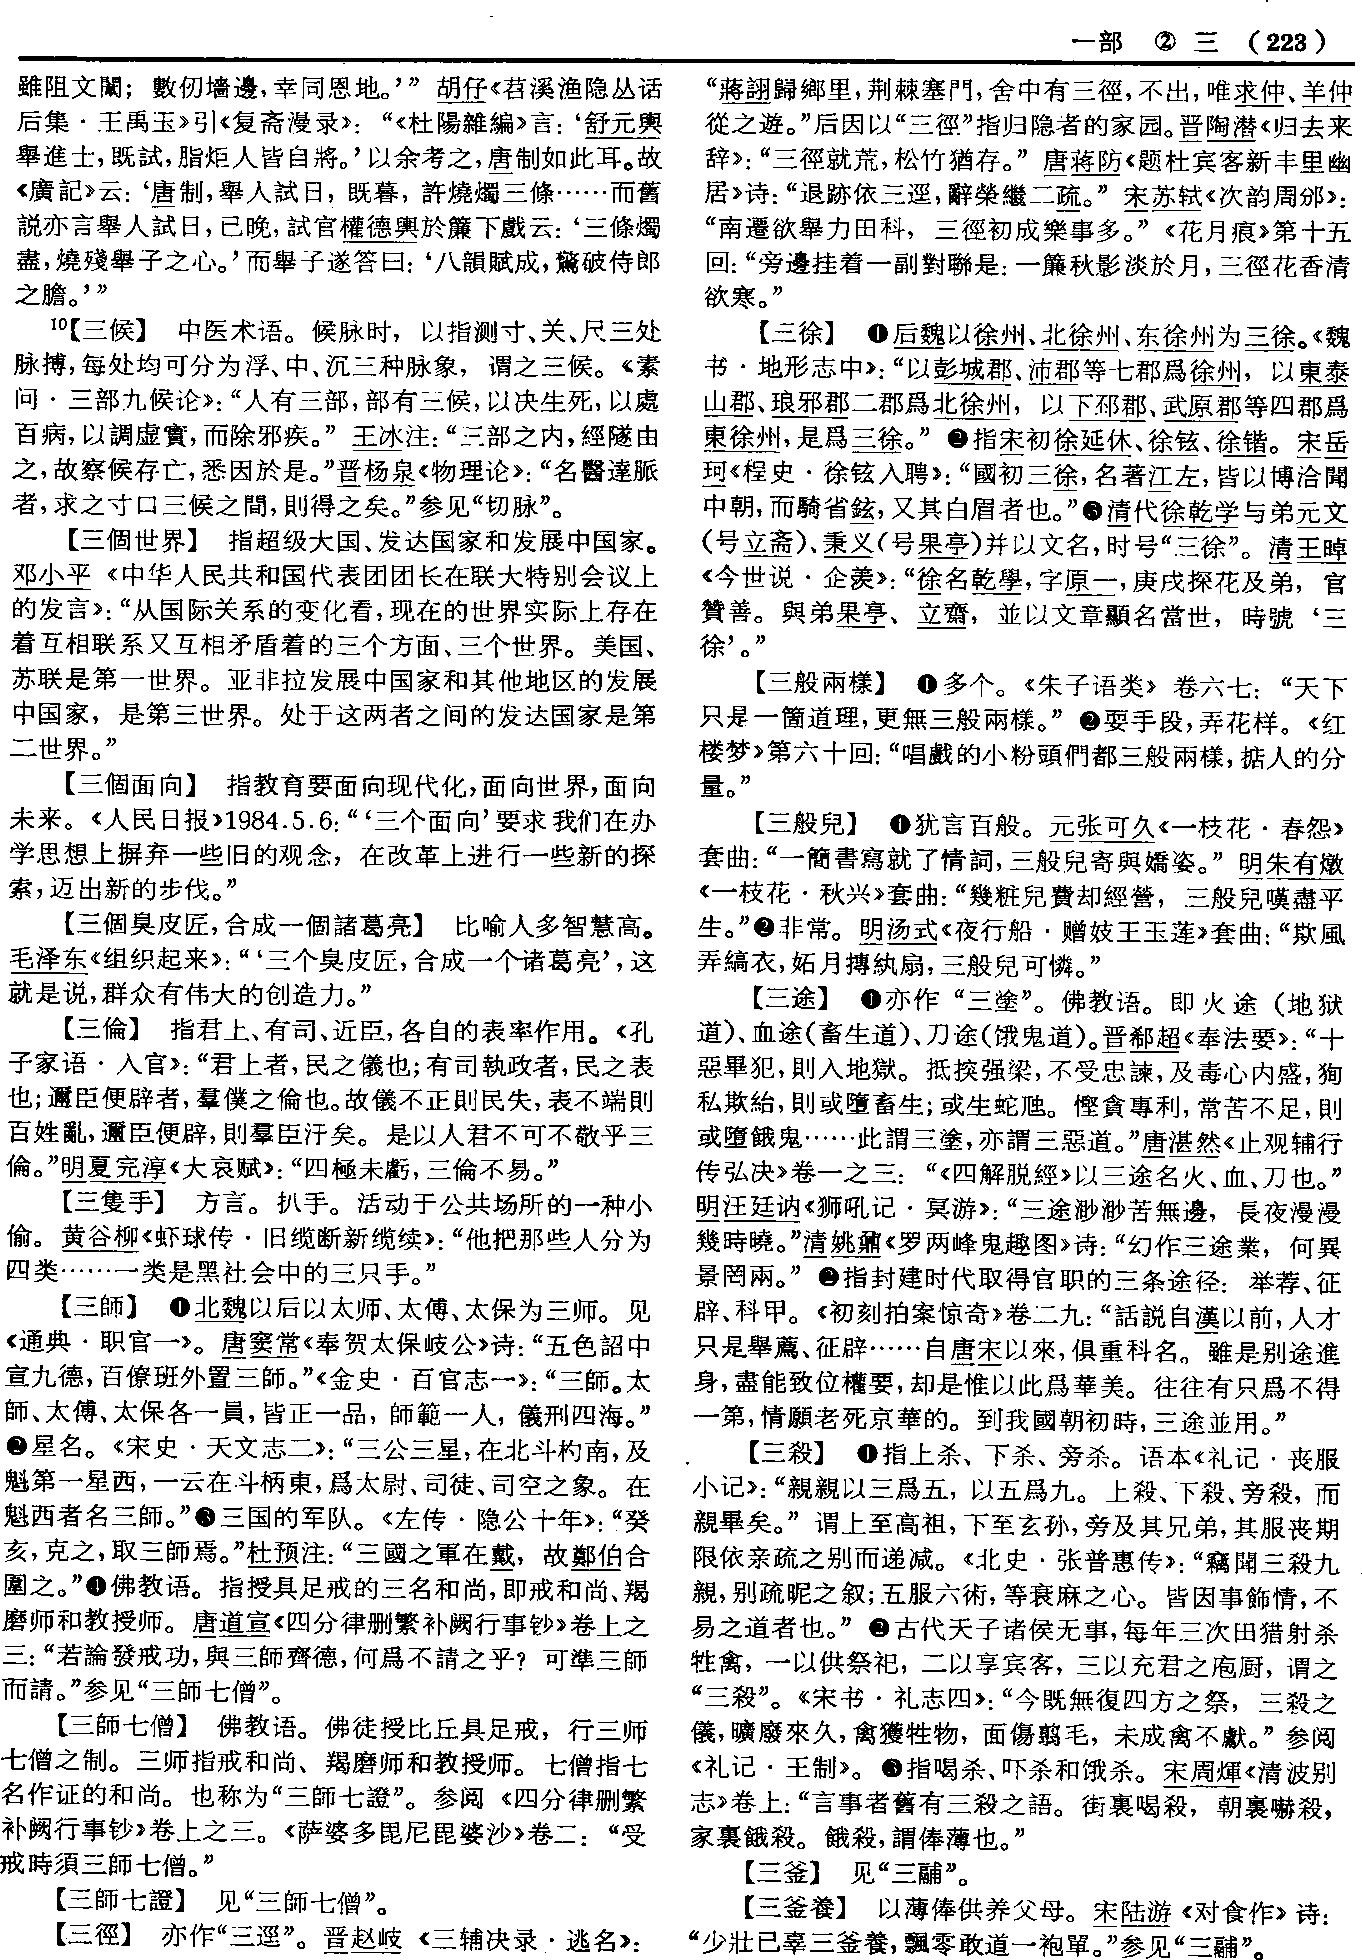 一部　②　三　（223）
雖阻文闈；數仞墻邊，幸同恩地。’”　胡仔《苕溪渔隐丛话
后集·王禹玉》引《复斋漫录》：“《杜陽雜編》言：‘舒元輿
舉進士，既試，脂炬人皆自將。’以余考之，唐制如此耳。故
《廣記》云：‘唐制，舉人試日，既暮，許燒燭三條……而舊
説亦言舉人試日，已晚，試官權德輿於簾下戲云：‘三條燭
盡，燒殘舉子之心。’而舉子遂答曰：‘八韻賦成，驚破侍郎
之膽。’”
¹⁰【三候】　中医术语。候脉时，以指测寸、关、尺三处
脉搏，每处均可分为浮、中、沉三种脉象，谓之三候。《素
问·三部九候论》：“人有三部，部有三候，以决生死，以處
百病，以調虚實，而除邪疾。”王冰注：“三部之内，經隧由
之，故察候存亡，悉因於是。”晋杨泉《物理论》：“名醫達脈
者，求之寸口三候之間，則得之矣。”参见“切脉”。
【三個世界】　指超级大国、发达国家和发展中国家。
邓小平《中华人民共和国代表团团长在联大特别会议上
的发言》：“从国际关系的变化看，现在的世界实际上存在
着互相联系又互相矛盾着的三个方面、三个世界。美国、
苏联是第一世界。亚非拉发展中国家和其他地区的发展
中国家，是第三世界。处于这两者之间的发达国家是第
二世界。”
【三個面向】　指教育要面向现代化，面向世界，面向
未来。《人民日报》1984.5.6：“‘三个面向’要求我们在办
学思想上摒弃一些旧的观念，在改革上进行一些新的探
索，迈出新的步伐。”
【三個臭皮匠，合成一個諸葛亮】　比喻人多智慧高。
毛泽东《组织起来》：“‘三个臭皮匠，合成一个诸葛亮’，这
就是说，群众有伟大的创造力。”
【三倫】　指君上、有司、近臣，各自的表率作用。《孔
子家语·入官》：“君上者，民之儀也；有司執政者，民之表
也；邇臣便辟者，羣僕之倫也。故儀不正則民失，表不端則
百姓亂，邇臣便辟，則羣臣汙矣。是以人君不可不敬乎三
倫。”明夏完淳《大哀赋》：“四極未虧，三倫不易。”
【三隻手】　方言。扒手。活动于公共场所的一种小
偷。黄谷柳《虾球传·旧缆断新缆续》：“他把那些人分为
四类……一类是黑社会中的三只手。”
【三師】　❶北魏以后以太师、太傅、太保为三师。见
《通典·职官一》。唐窦常《奉贺太保岐公》诗：“五色詔中
宣九德，百僚班外置三師。”《金史·百官志一》：“三師。太
師、太傅、太保各一員，皆正一品，師範一人，儀刑四海。”
❷星名。《宋史·天文志二》：“三公三星，在北斗杓南，及
魁第一星西，一云在斗柄東，爲太尉、司徒、司空之象。在
魁西者名三師。”❸三国的军队。《左传·隐公十年》：“癸
亥，克之，取三師焉。”杜预注：“三國之軍在戴，故鄭伯合
圍之。”❹佛教语。指授具足戒的三名和尚，即戒和尚、羯
磨师和教授师。唐道宣《四分律删繁补阙行事钞》卷上之
三：“若論發戒功，與三師齊德，何爲不請之乎？可準三師
而請。”参见“三師七僧”。
【三師七僧】　佛教语。佛徒授比丘具足戒，行三师
七僧之制。三师指戒和尚、羯磨师和教授师。七僧指七
名作证的和尚。也称为“三師七證”。参阅《四分律删繁
补阙行事钞》卷上之三。《萨婆多毘尼毘婆沙》卷二：“受
戒時須三師七僧。”
【三師七證】　见“三師七僧”。
【三徑】　亦作“三逕”。晋赵岐《三辅决录·逃名》：
“蔣詡歸鄉里，荆棘塞門，舍中有三徑，不出，唯求仲、羊仲
從之遊。”后因以“三徑”指归隐者的家园。晋陶潜《归去来
辞》：“三徑就荒，松竹猶存。”唐蒋防《题杜宾客新丰里幽
居》诗：“退跡依三逕，辭榮繼二疏。”宋苏轼《次韵周邠》：
“南遷欲舉力田科，三徑初成樂事多。”《花月痕》第十五
回：“旁邊挂着一副對聯是：一簾秋影淡於月，三徑花香清
欲寒。”
【三徐】　❶后魏以徐州、北徐州、东徐州为三徐。《魏
书·地形志中》：“以彭城郡、沛郡等七郡爲徐州，以東泰
山郡、琅邪郡二郡爲北徐州，以下邳郡、武原郡等四郡爲
東徐州，是爲三徐。”❷指宋初徐延休、徐铉、徐锴。宋岳
珂《桯史·徐铉入聘》：“國初三徐，名著江左，皆以博洽聞
中朝，而騎省鉉，又其白眉者也。”❸清代徐乾学与弟元文
（号立斋）、秉义（号果亭）并以文名，时号“三徐”。清王晫
《今世说·企羡》：“徐名乾學，字原一，庚戌探花及弟，官
贊善。與弟果亭、立齋，並以文章顯名當世，時號‘三
徐’。”
【三般兩樣】　❶多个。《朱子语类》卷六七：“天下
只是一箇道理，更無三般兩樣。”❷耍手段，弄花样。《红
楼梦》第六十回：“唱戲的小粉頭們都三般兩樣，掂人的分
量。”
【三般兒】　❶犹言百般。元张可久《一枝花·春怨》
套曲：“一簡書寫就了情詞，三般兒寄與嬌姿。”明朱有燉
《一枝花·秋兴》套曲：“幾粧兒費却經營，三般兒嘆盡平
生。”❷非常。明汤式《夜行船·赠妓王玉莲》套曲：“欺風
弄縞衣，妬月摶紈扇，三般兒可憐。”
【三途】　❶亦作“三塗”。佛教语。即火途（地狱
道）、血途（畜生道）、刀途（饿鬼道）。晋郗超《奉法要》：“十
惡畢犯，則入地獄。抵揬强梁，不受忠諫，及毒心内盛，狥
私欺紿，則或墮畜生；或生蛇虺。慳貪專利，常苦不足，則
或墮餓鬼……此謂三塗，亦謂三惡道。”唐湛然《止观辅行
传弘决》卷一之三：“《四解脱經》以三途名火、血、刀也。”
明汪廷讷《狮吼记·冥游》：“三途渺渺苦無邊，長夜漫漫
幾時曉。”清姚鼐《罗两峰鬼趣图》诗：“幻作三途業，何異
景罔兩。”❷指封建时代取得官职的三条途径：举荐、征
辟、科甲。《初刻拍案惊奇》卷二九：“話説自漢以前，人才
只是舉薦、征辟……自唐宋以來，俱重科名。雖是别途進
身，盡能致位權要，却是惟以此爲華美。往往有只爲不得
一第，情願老死京華的。到我國朝初時，三途並用。”
【三殺】　❶指上杀、下杀、旁杀。语本《礼记·丧服
小记》：“親親以三爲五，以五爲九。上殺、下殺、旁殺，而
親畢矣。”谓上至高祖，下至玄孙，旁及其兄弟，其服丧期
限依亲疏之别而递减。《北史·张普惠传》：“竊聞三殺九
親，别疏昵之叙；五服六術，等衰麻之心。皆因事飾情，不
易之道者也。”❷古代天子诸侯无事，每年三次田猎射杀
牲禽，一以供祭祀，二以享宾客，三以充君之庖厨，谓之
“三殺”。《宋书·礼志四》：“今既無復四方之祭，三殺之
儀，曠廢來久，禽獲牲物，面傷翦毛，未成禽不獻。”参阅
《礼记·王制》。❸指喝杀、吓杀和饿杀。宋周煇《清波别
志》卷上：“言事者舊有三殺之語。街裏喝殺，朝裏嚇殺，
家裏餓殺。餓殺，謂俸薄也。”
【三釜】　见“三鬴”。
【三釜養】　以薄俸供养父母。宋陆游《对食作》诗：
“少壯已辜三釜養，飄零敢道一袍單。”参见“三鬴”。